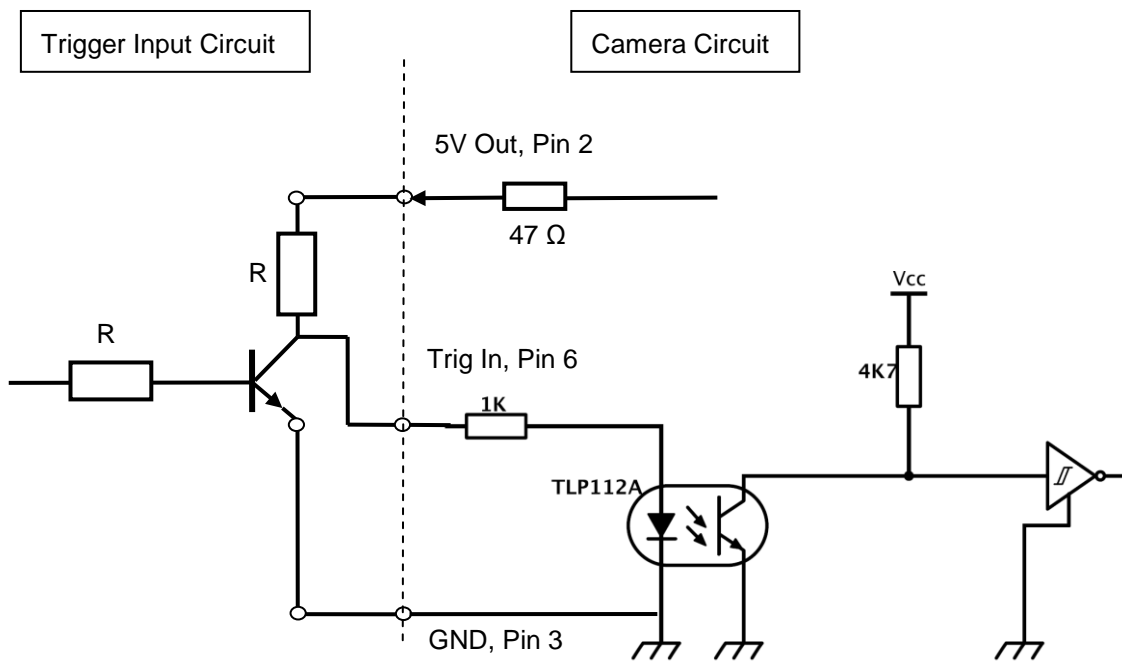 Trigger Input Circuit
Camera Circuit
5V Out, Pin 2
47 Ω
R
R
Trig In, Pin 6
1K
Vcc
4K7
TLP112A
GND, Pin 3